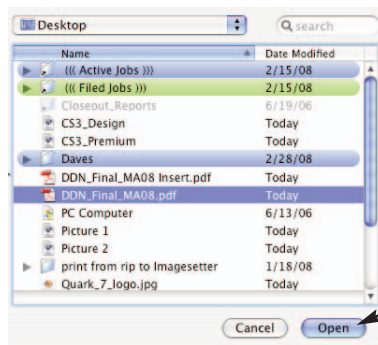 Desktop search
Name Date Modified
((( Active Jobs ))) 2/15/08
((( Filed Jobs ))) 2/15/08
Closeout_Reports 6/19/06
CS3_Design Today
CS3_Premium Today
Daves 2/28/08
DDN_Final_MA08 Insert.pdf Today
DDN_Final_MA08.pdf Today
PC Computer 6/13/06
Picture 1 Today
Picture 2 Today
print from rip to Imagesetter 1/18/08
Quark_7_logo.jpg Today
Cancel Open